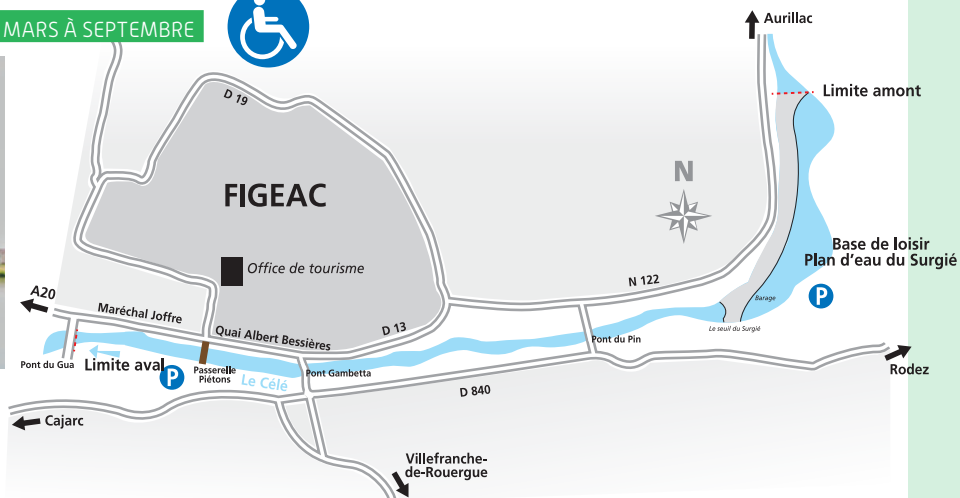 MARS À SEPTEMBRE
Aurillac
Limite amont
D 19
N
FIGEAC
Office de tourisme
Base de loisir
Plan d'eau du Surgié
P
N 122
A20
Maréchal Joffre
Quai Albert Bessières
D 13
Barage
Le seuil du Surgié
Pont du Gua
Limite aval
P
Passerelle
Piétons
Le Célé
Pont Gambetta
Pont du Pin
Rodez
D 840
Cajarc
Villefranche-
de-Rouergue